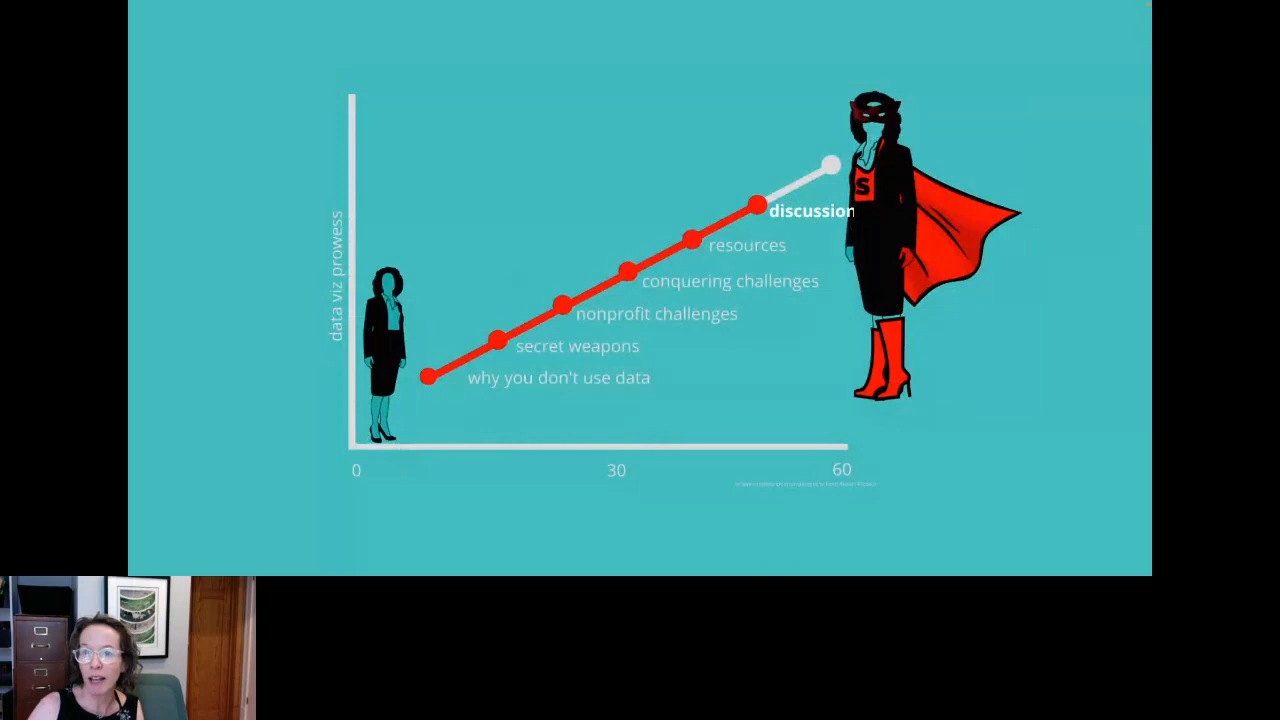 S
discussion
resources
data viz prowess
conquering challenges
nonprofit challenges
secret weapons
why you don't use data
0 30 60